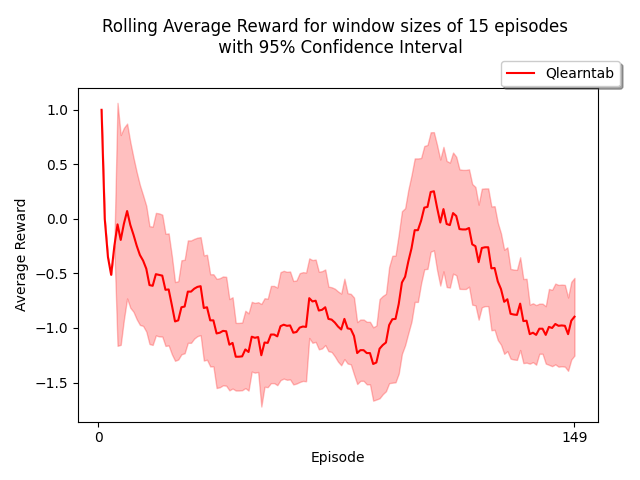 Rolling Average Reward for window sizes of 15 episodes
with 95% Confidence Interval
Qlearntab
1.0
0.5
0.0
−0.5
−1.0
−1.5
Average Reward
0 149
Episode